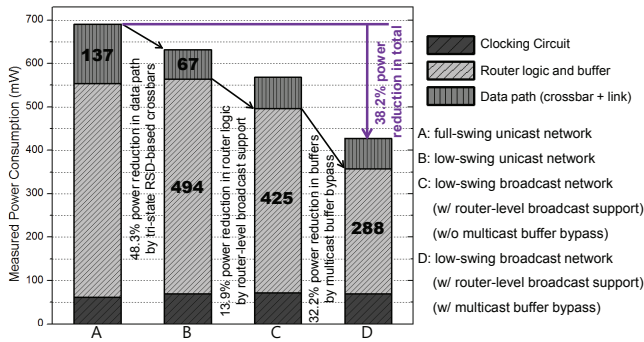 Measured Power Consumption (mW)
700
600
500
400
300
200
100
0
137
67
494
425
288
48.3% power reduction in data path
by tri-state RSD-based crossbars
13.9% power reduction in router logic
by router-level broadcast support
32.2% power reduction in buffers
by multicast buffer bypass
38.2% power
reduction in total
A
B
C
D
Clocking Circuit
Router logic and buffer
Data path (crossbar + link)
A: full-swing unicast network
B: low-swing unicast network
C: low-swing broadcast network
(w/ router-level broadcast support)
(w/o multicast buffer bypass)
D: low-swing broadcast network
(w/ router-level broadcast support)
(w/ multicast buffer bypass)